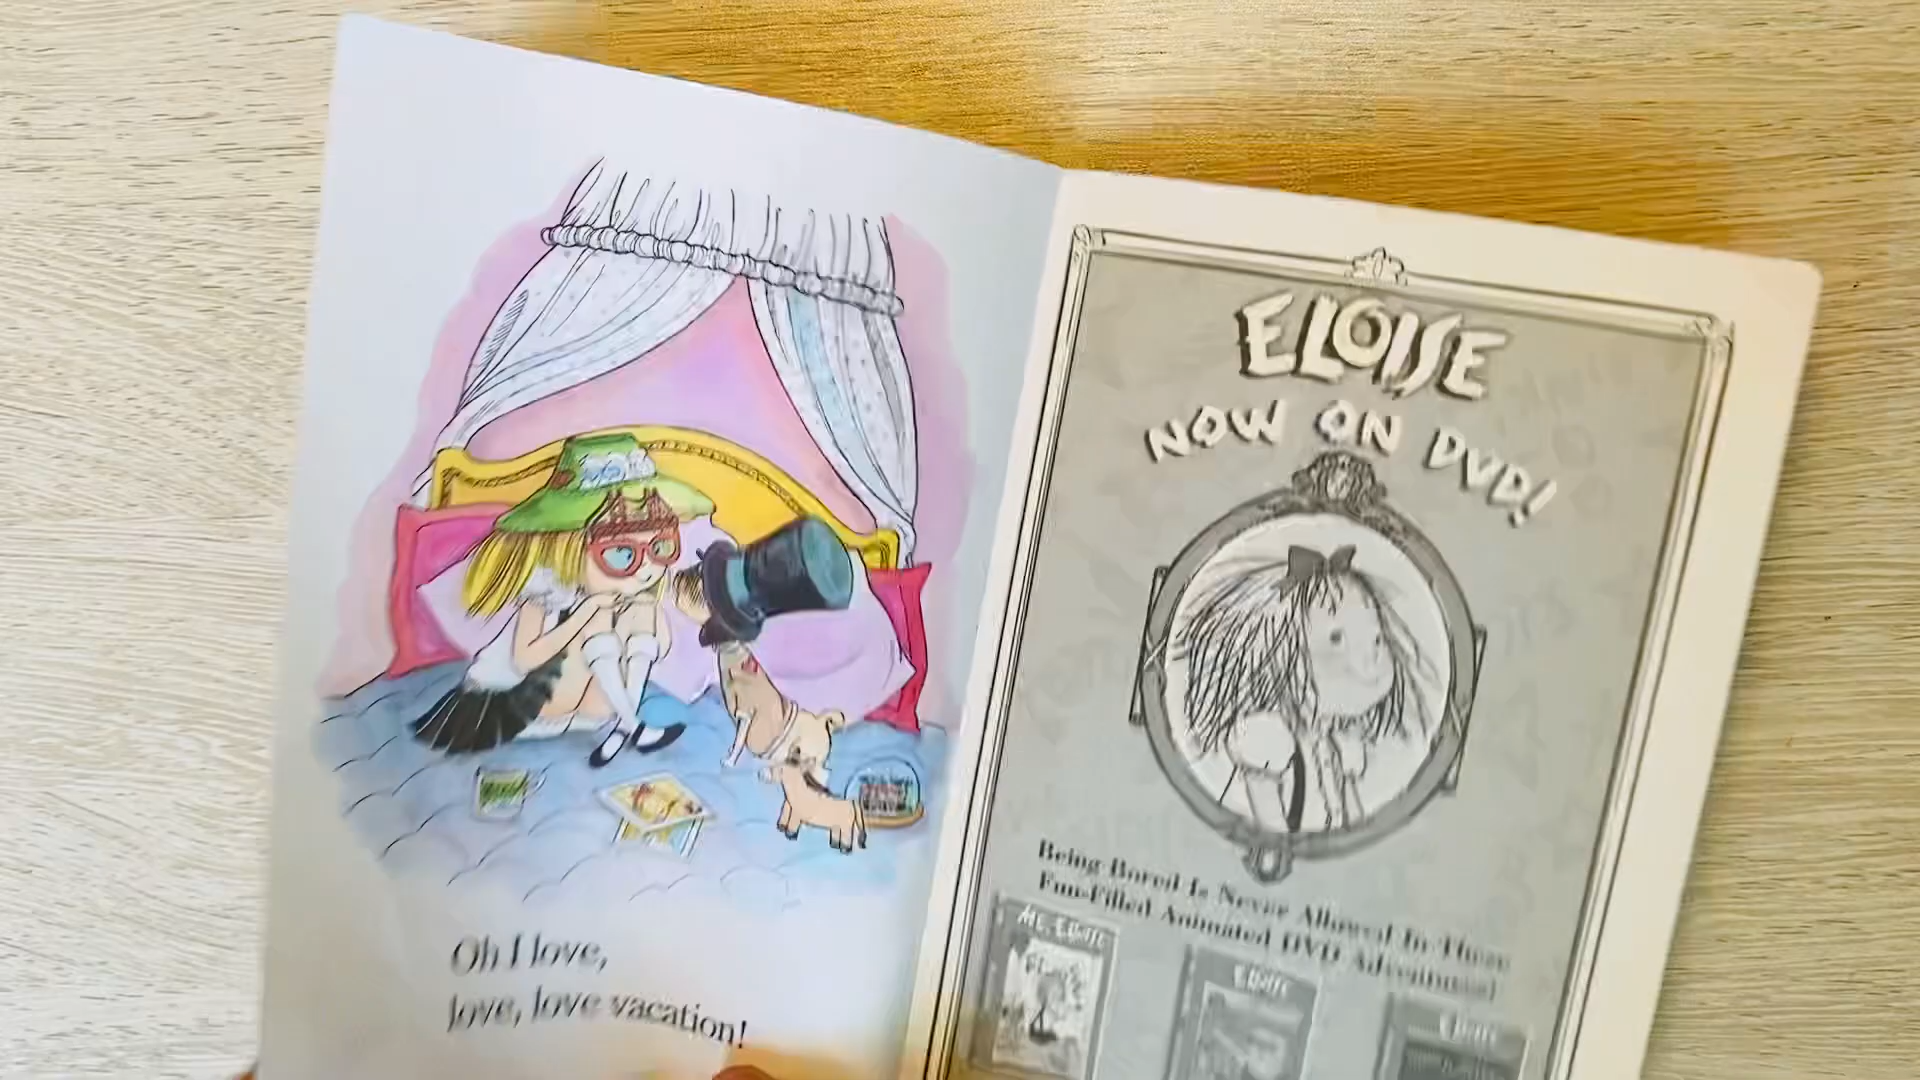 Oh I love,
love, love vacation!
ELOISE
NOW ON DVD!
Being Bored Is Never Allowed In These
Fun-Filled Animated DVD Adventures!
ELOISE